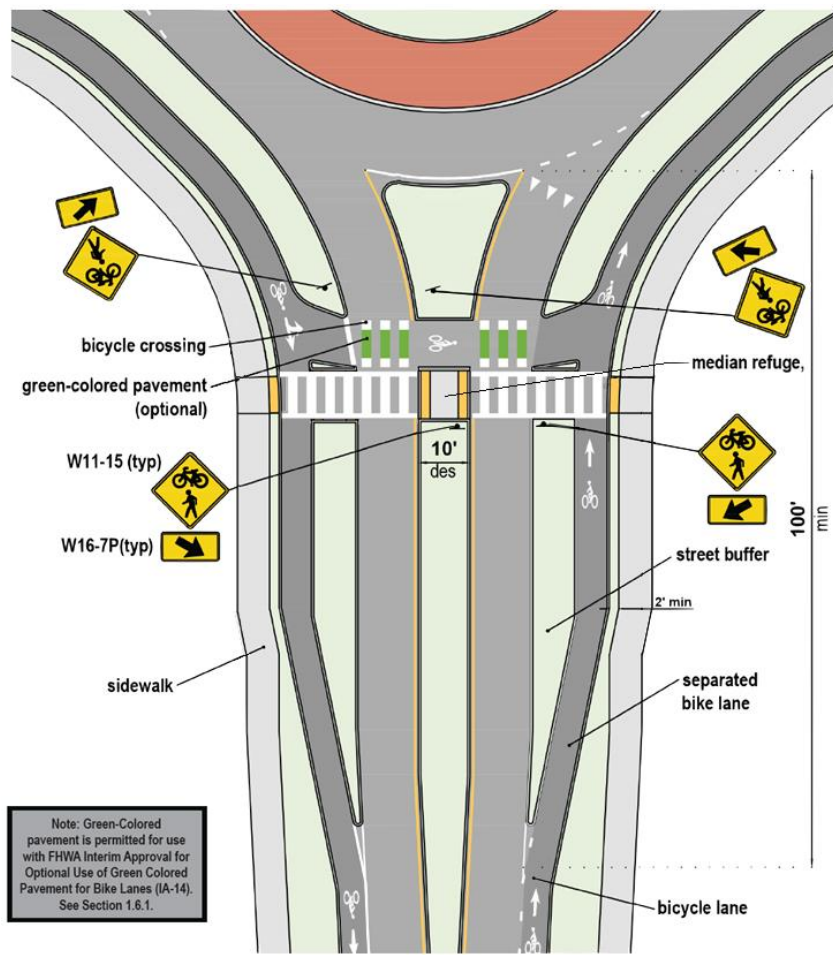 bicycle crossing
green-colored pavement
(optional)
median refuge,
W11-15 (typ)
10'
des
W16-7P(typ)
100'
min
street buffer
2' min
sidewalk
separated
bike lane
Note: Green-Colored
pavement is permitted for use
with FHWA Interim Approval for
Optional Use of Green Colored
Pavement for Bike Lanes (IA-14).
See Section 1.6.1.
bicycle lane